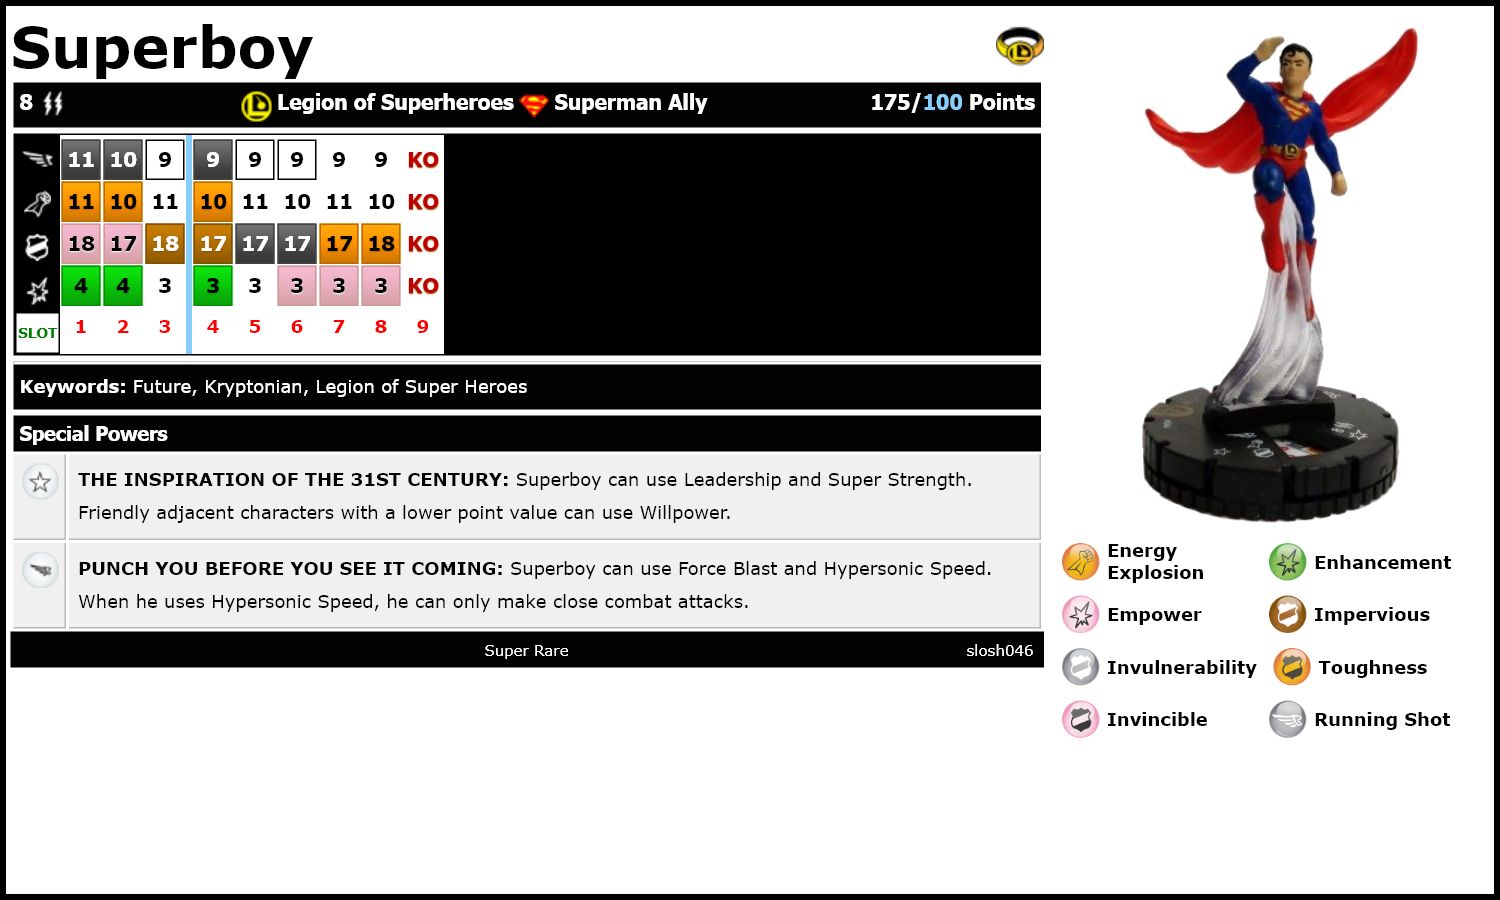 Superboy
8 Legion of Superheroes Superman Ally 175/100 Points
11 10 9 9 9 9 9 9 KO
11 10 11 10 11 10 11 10 KO
18 17 18 17 17 17 17 18 KO
4 4 3 3 3 3 3 3 KO
SLOT 1 2 3 4 5 6 7 8 9
Keywords: Future, Kryptonian, Legion of Super Heroes
Special Powers
THE INSPIRATION OF THE 31ST CENTURY: Superboy can use Leadership and Super Strength.
Friendly adjacent characters with a lower point value can use Willpower.
PUNCH YOU BEFORE YOU SEE IT COMING: Superboy can use Force Blast and Hypersonic Speed.
When he uses Hypersonic Speed, he can only make close combat attacks.
Super Rare slosh046
Energy
Explosion
Enhancement
Empower
Impervious
Invulnerability
Toughness
Invincible
Running Shot